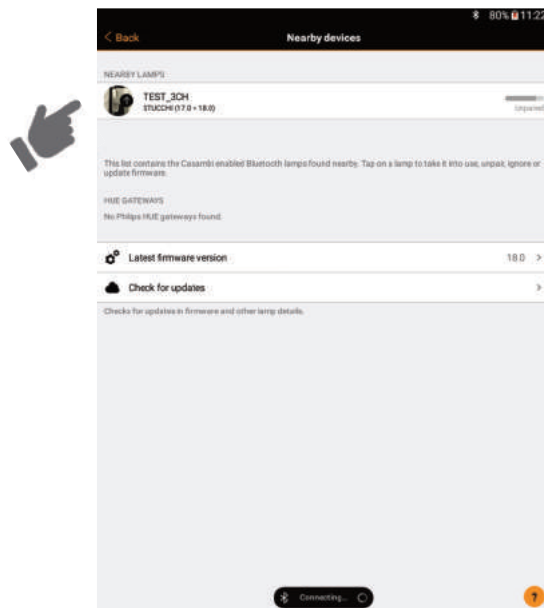 80% 11:22
< Back
Nearby devices
NEARBY LAMPS
TEST_3CH
STUCCHI (17.0 → 18.0)
Unpaired
This list contains the Casambi enabled Bluetooth lamps found nearby. Tap on a lamp to take it into use, unpair, ignore or
update firmware.
HUE GATEWAYS
No Philips HUE gateways found.
Latest firmware version
18.0 >
Check for updates
>
Checks for updates in firmware and other lamp details.
Connecting...
?